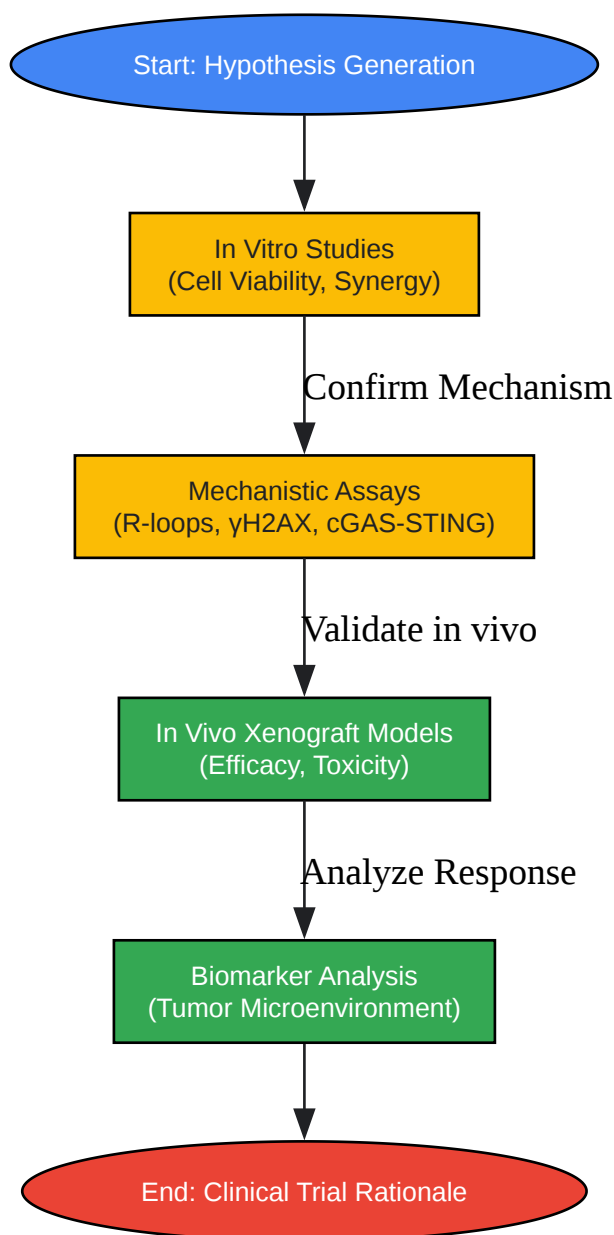 Start: Hypothesis Generation
In Vitro Studies
(Cell Viability, Synergy)
Confirm Mechanism
Mechanistic Assays
(R-loops, γH2AX, cGAS-STING)
Validate in vivo
In Vivo Xenograft Models
(Efficacy, Toxicity)
Analyze Response
Biomarker Analysis
(Tumor Microenvironment)
End: Clinical Trial Rationale